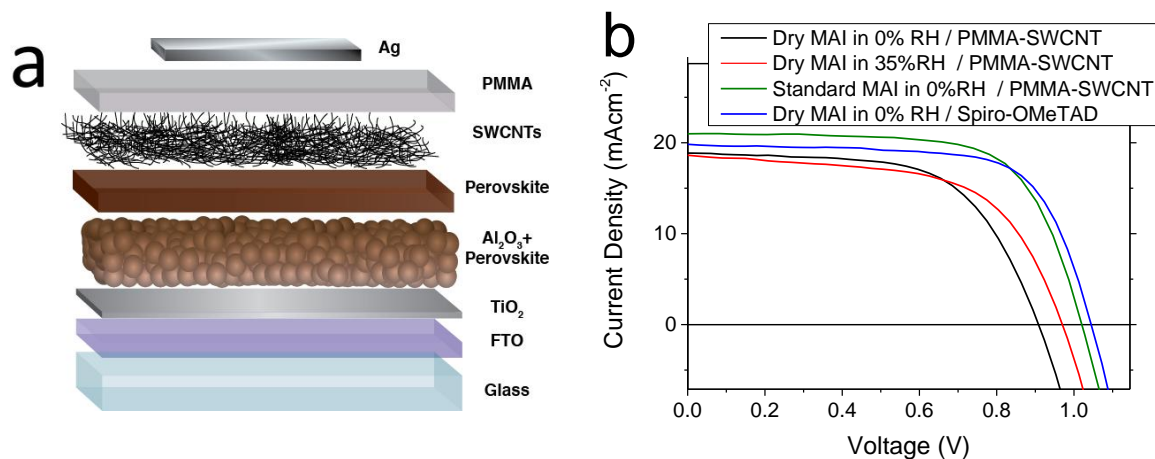 a
Ag
PMMA
SWCNTs
Perovskite
Al₂O₃+
Perovskite
TiO₂
FTO
Glass
b
Dry MAI in 0% RH / PMMA-SWCNT
Dry MAI in 35%RH / PMMA-SWCNT
Standard MAI in 0%RH / PMMA-SWCNT
Dry MAI in 0% RH / Spiro-OMeTAD
Current Density (mAcm⁻²)
20
10
0
0.0 0.2 0.4 0.6 0.8 1.0
Voltage (V)